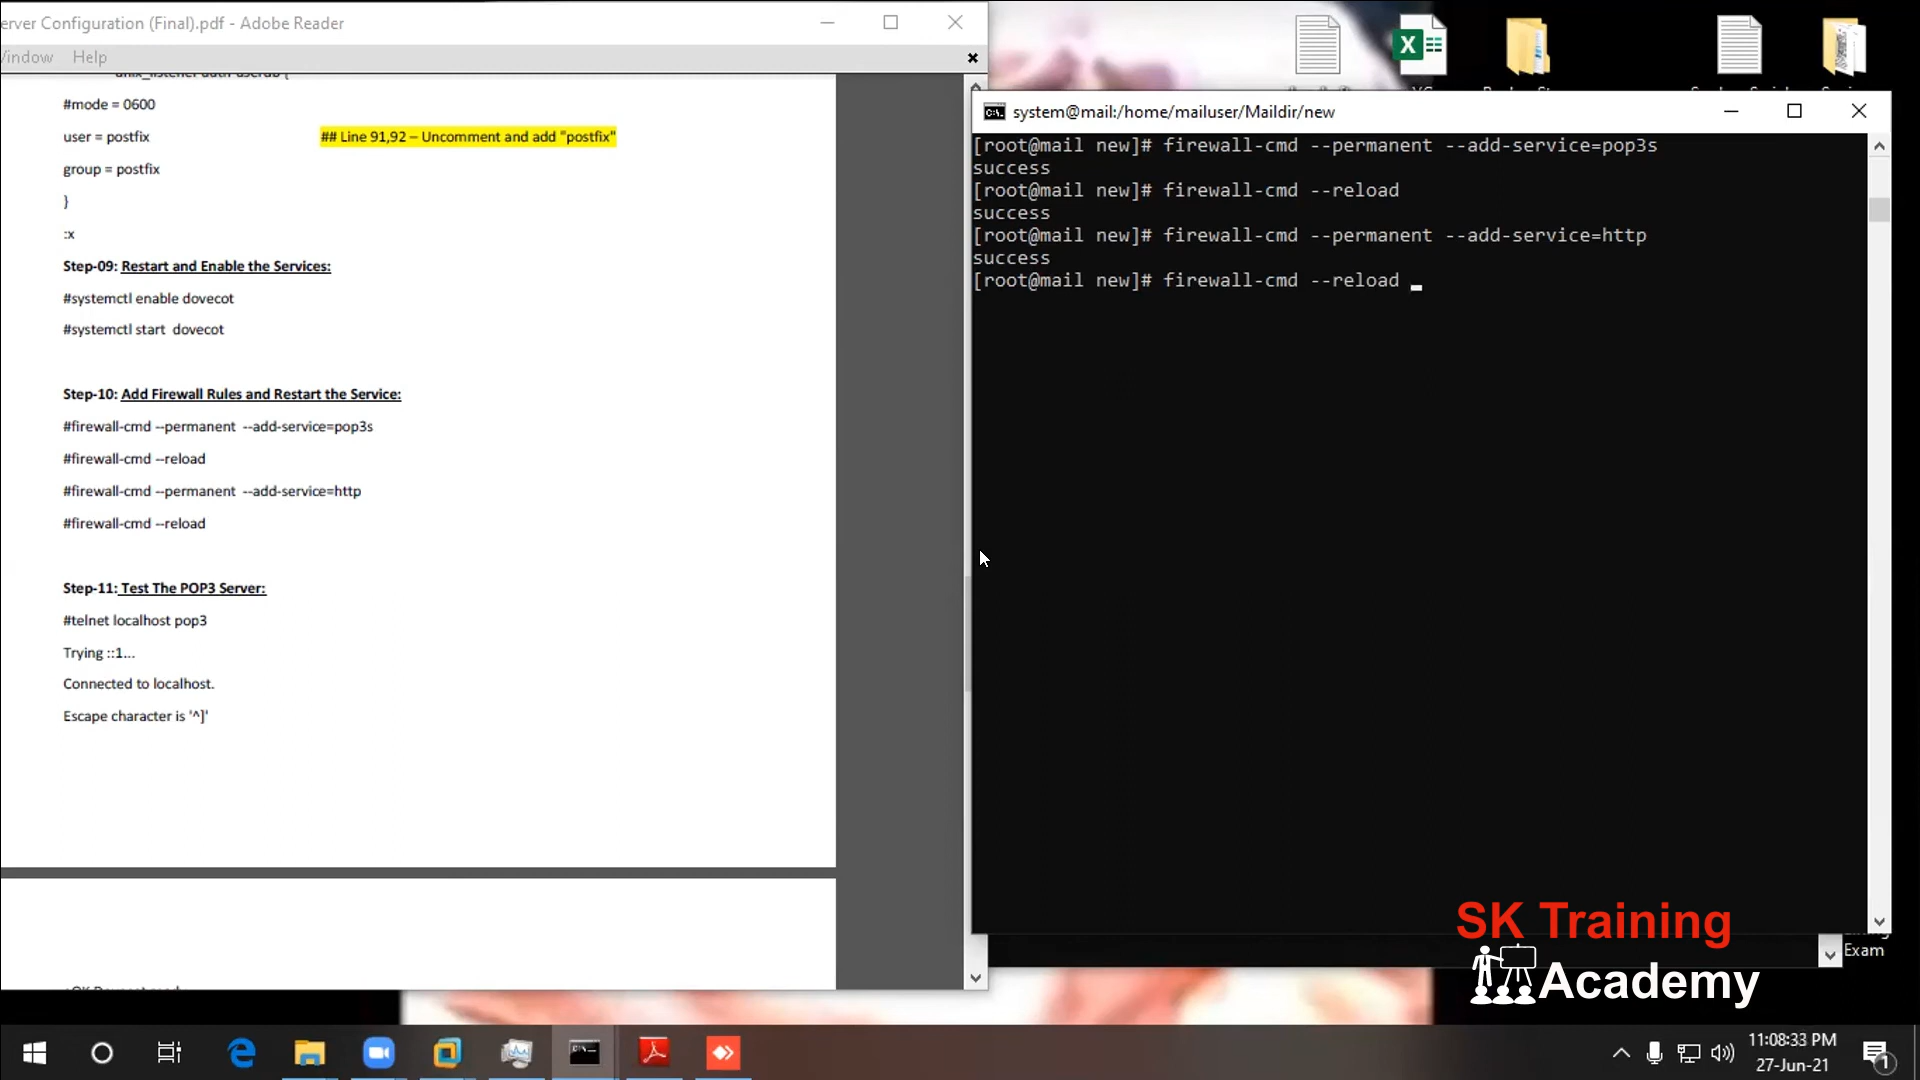 erver Configuration (Final).pdf - Adobe Reader
Window Help
unix_listener auth-userdb {
#mode = 0600
user = postfix ## Line 91,92 – Uncomment and add "postfix"
group = postfix
}
:x
Step-09: Restart and Enable the Services:
#systemctl enable dovecot
#systemctl start dovecot
Step-10: Add Firewall Rules and Restart the Service:
#firewall-cmd --permanent --add-service=pop3s
#firewall-cmd --reload
#firewall-cmd --permanent --add-service=http
#firewall-cmd --reload
Step-11: Test The POP3 Server:
#telnet localhost pop3
Trying ::1...
Connected to localhost.
Escape character is '^]'
system@mail:/home/mailuser/Maildir/new
[root@mail new]# firewall-cmd --permanent --add-service=pop3s
success
[root@mail new]# firewall-cmd --reload
success
[root@mail new]# firewall-cmd --permanent --add-service=http
success
[root@mail new]# firewall-cmd --reload
Exam
SK Training
Academy
11:08:33 PM
27-Jun-21
1